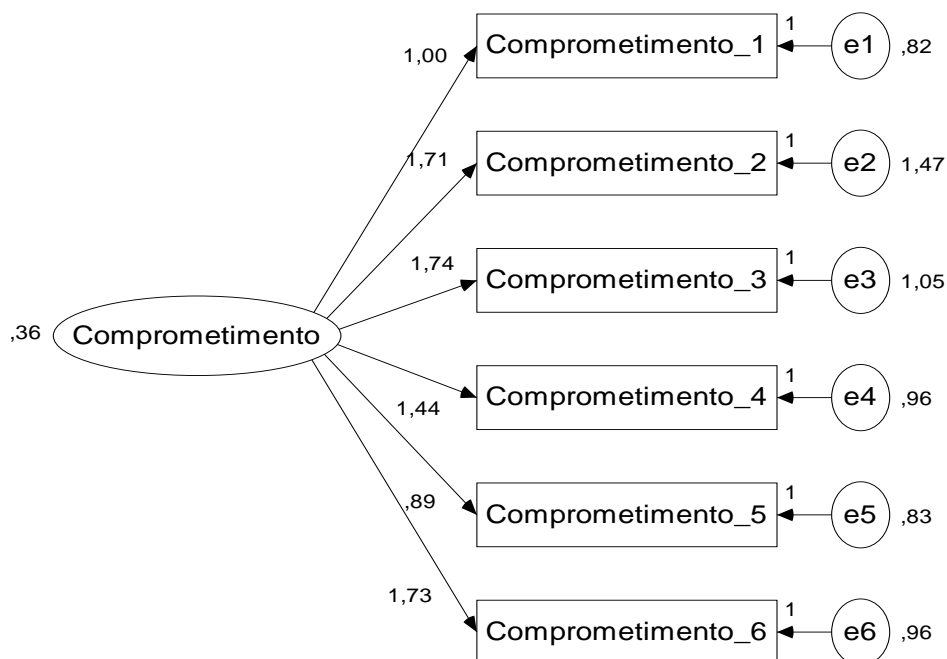 1
Comprometimento_1
e1
,82
1,00
1
Comprometimento_2
e2
1,47
1,71
1
Comprometimento_3
e3
1,05
1,74
,36
Comprometimento
1
Comprometimento_4
e4
,96
1,44
1
Comprometimento_5
e5
,83
,89
1
Comprometimento_6
e6
,96
1,73